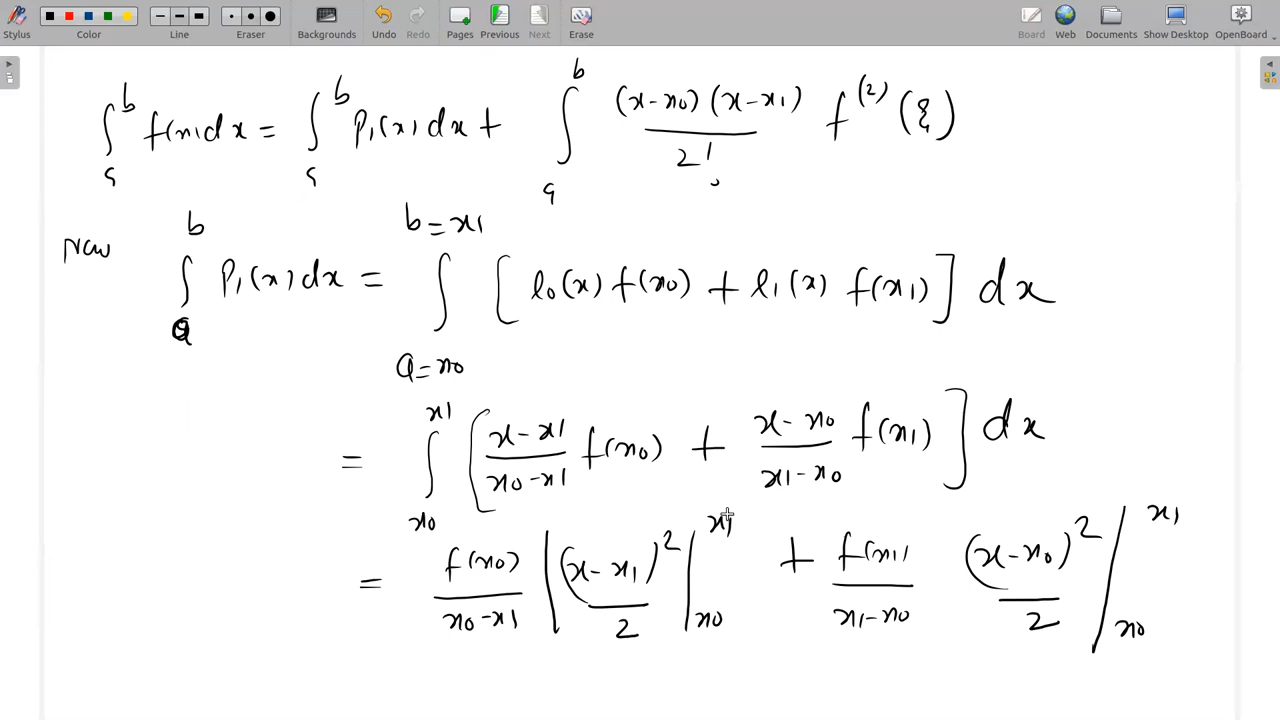 Stylus Color Line Eraser Backgrounds Undo Redo Pages Previous Next Erase Board Web Documents Show Desktop OpenBoard
∫_a^b f(x)dx = ∫_a^b P₁(x)dx + ∫_a^b (x-x₀)(x-x₁)/2! f^(2)(ξ)
Now ∫_a^b P₁(x)dx = ∫_{a=x₀}^{b=x₁} [l₀(x)f(x₀) + l₁(x) f(x₁)] dx
= ∫_{x₀}^{x₁} [(x-x₁)/(x₀-x₁) f(x₀) + (x-x₀)/(x₁-x₀) f(x₁)] dx
= f(x₀)/(x₀-x₁) |(x-x₁)²/2|_{x₀}^{x₁} + f(x₁)/(x₁-x₀) (x-x₀)²/2|_{x₀}^{x₁}